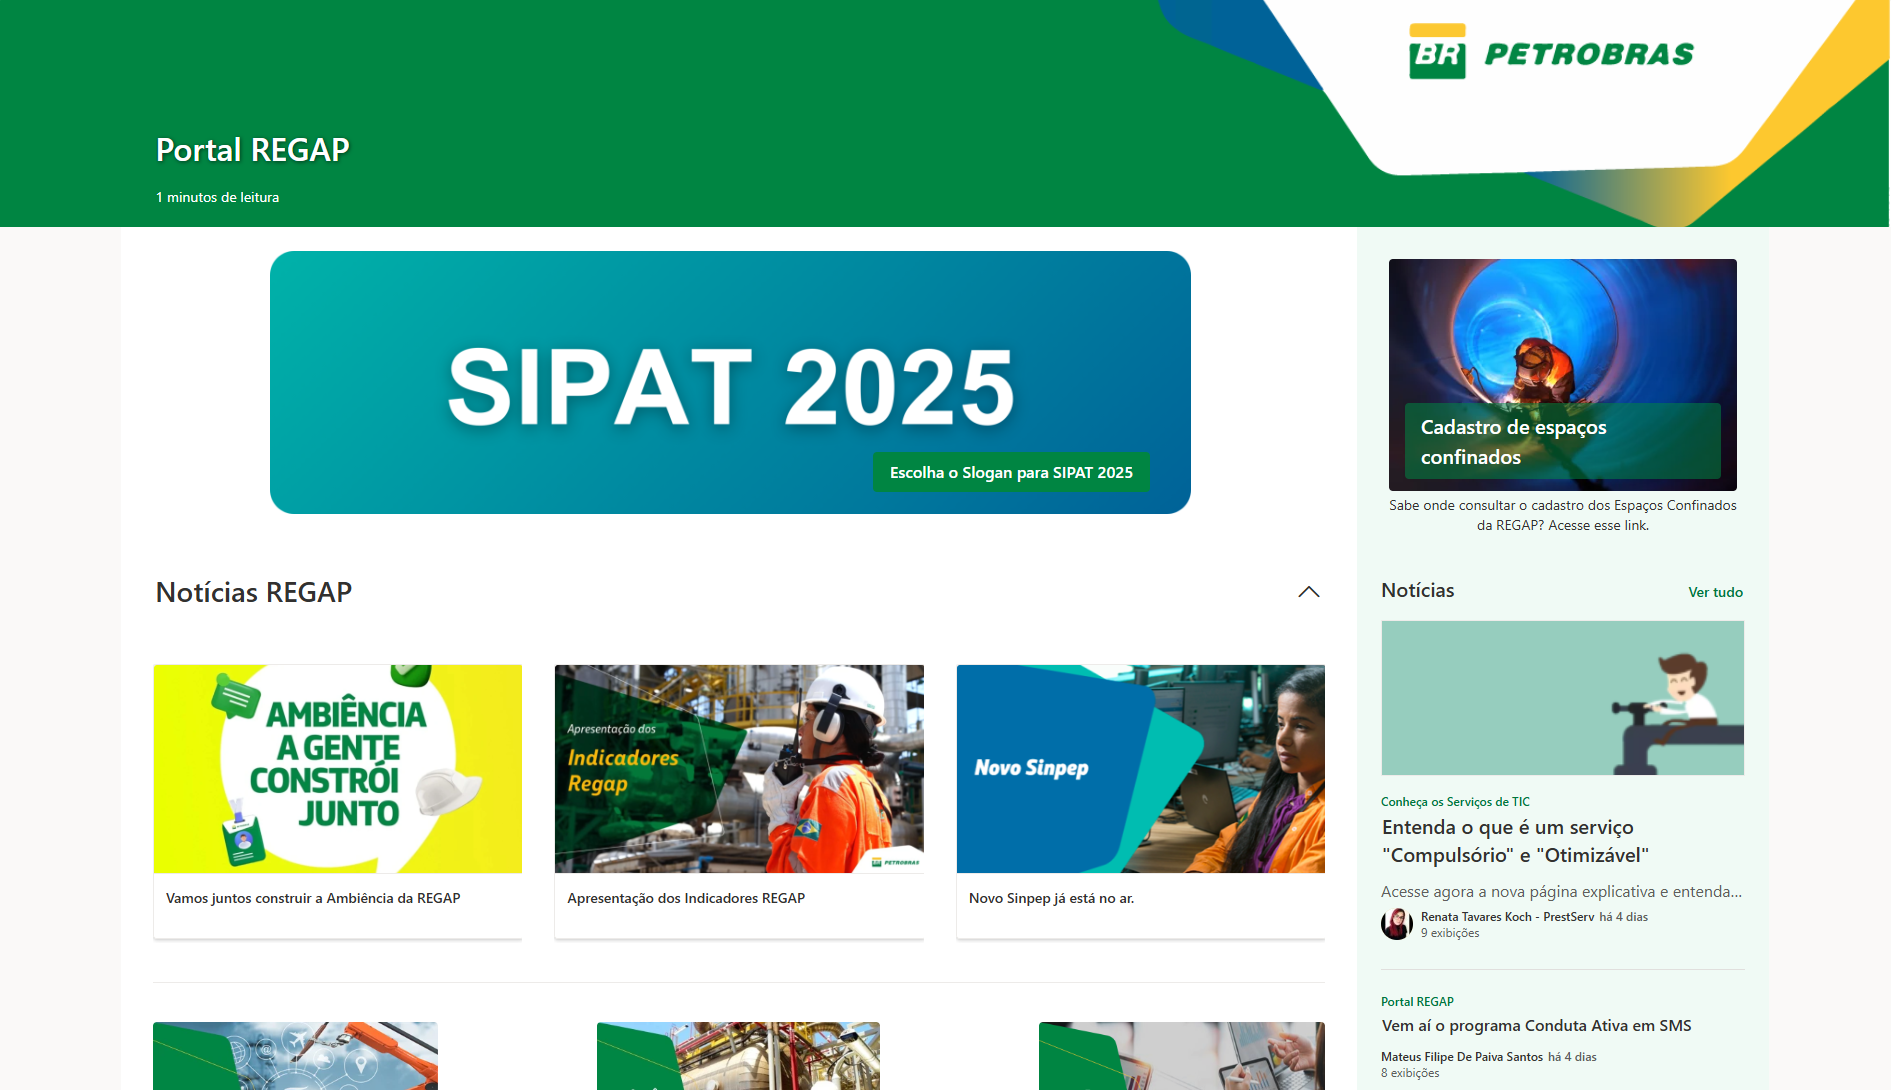 BR PETROBRAS
Portal REGAP
1 minutos de leitura
SIPAT 2025
Escolha o Slogan para SIPAT 2025
Cadastro de espaços
confinados
Sabe onde consultar o cadastro dos Espaços Confinados
da REGAP? Acesse esse link.
Notícias REGAP
AMBIÊNCIA
A GENTE
CONSTRÓI
JUNTO
Vamos juntos construir a Ambiência da REGAP
Apresentação dos
Indicadores
Regap
BR PETROBRAS
Apresentação dos Indicadores REGAP
Novo Sinpep
Novo Sinpep já está no ar.
Notícias
Ver tudo
Conheça os Serviços de TIC
Entenda o que é um serviço
"Compulsório" e "Otimizável"
Acesse agora a nova página explicativa e entenda...
Renata Tavares Koch - PrestServ há 4 dias
9 exibições
Portal REGAP
Vem aí o programa Conduta Ativa em SMS
Mateus Filipe De Paiva Santos há 4 dias
8 exibições